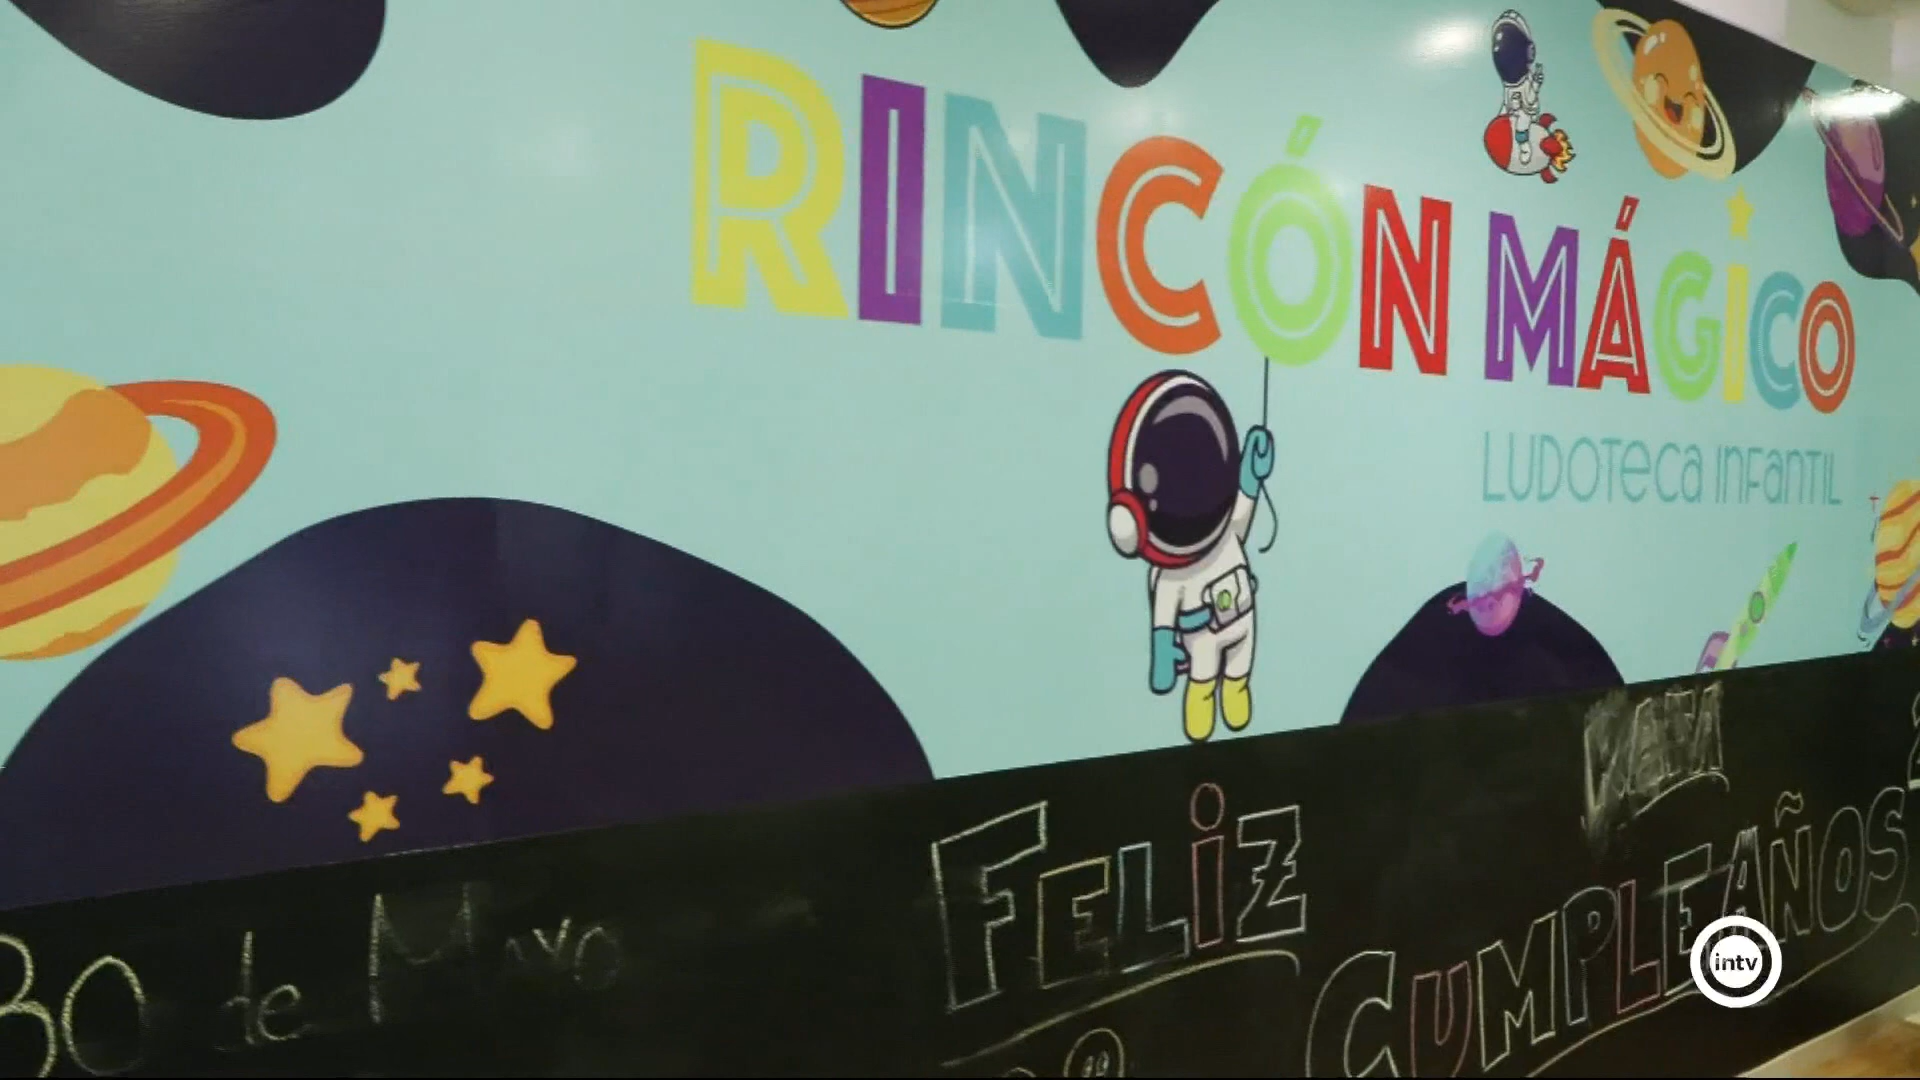 RINCÓN MÁGICO
LUDOTECA INFANTIL
30 de Mayo
FELIZ
CUMPLEAÑOS
intv